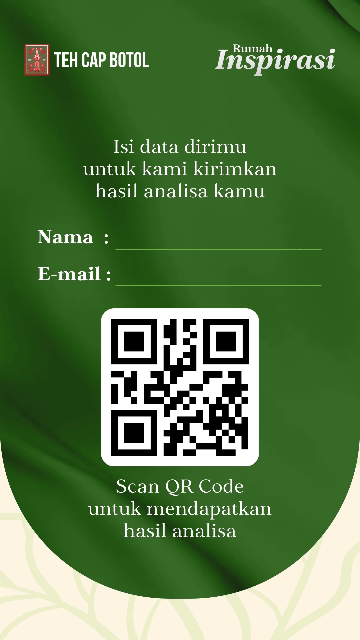 TEH CAP BOTOL
Rumah
Inspirasi
Isi data dirimu
untuk kami kirimkan
hasil analisa kamu
Nama :
E-mail :
Scan QR Code
untuk mendapatkan
hasil analisa